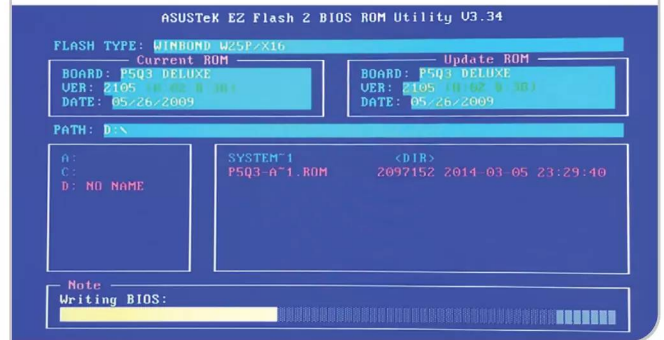 ASUSTeK EZ Flash 2 BIOS ROM Utility V3.34
FLASH TYPE: WINBOND W25P/X16
Current ROM
BOARD: P5Q3 DELUXE
VER: 2105
DATE: 05/26/2009
Update ROM
BOARD: P5Q3 DELUXE
VER: 2105
DATE: 05/26/2009
PATH: D:\
A:
C:
D: NO NAME
SYSTEM~1 <DIR>
P5Q3-A~1.ROM 2097152 2014-03-05 23:29:40
Note
Writing BIOS: